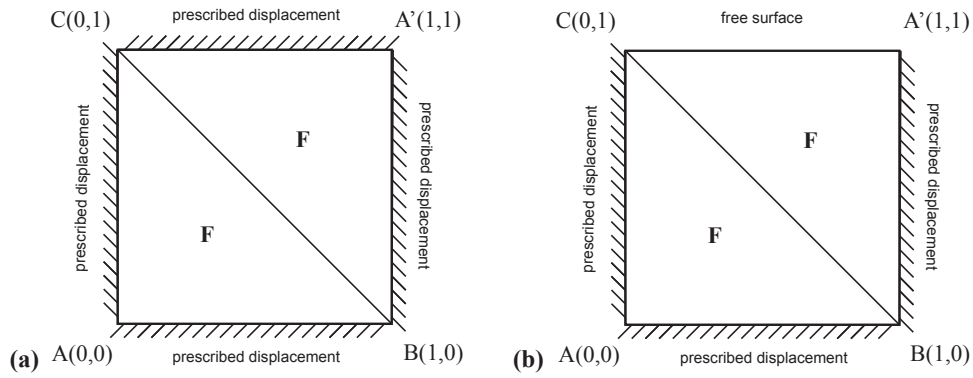 prescribed displacement
C(0,1) A’(1,1)
prescribed displacement
F
prescribed displacement
F
(a) A(0,0) B(1,0)
prescribed displacement
free surface
C(0,1) A’(1,1)
prescribed displacement
F
prescribed displacement
F
(b) A(0,0) B(1,0)
prescribed displacement